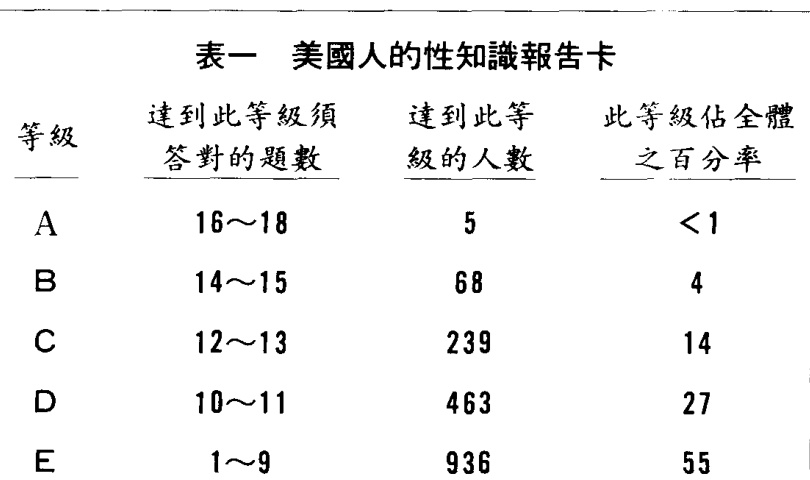 表一　美國人的性知識報告卡
等級　達到此等級須答對的題數　達到此等級的人數　此等級佔全體之百分率
A　16～18　5　＜1
B　14～15　68　4
C　12～13　239　14
D　10～11　463　27
E　1～9　936　55